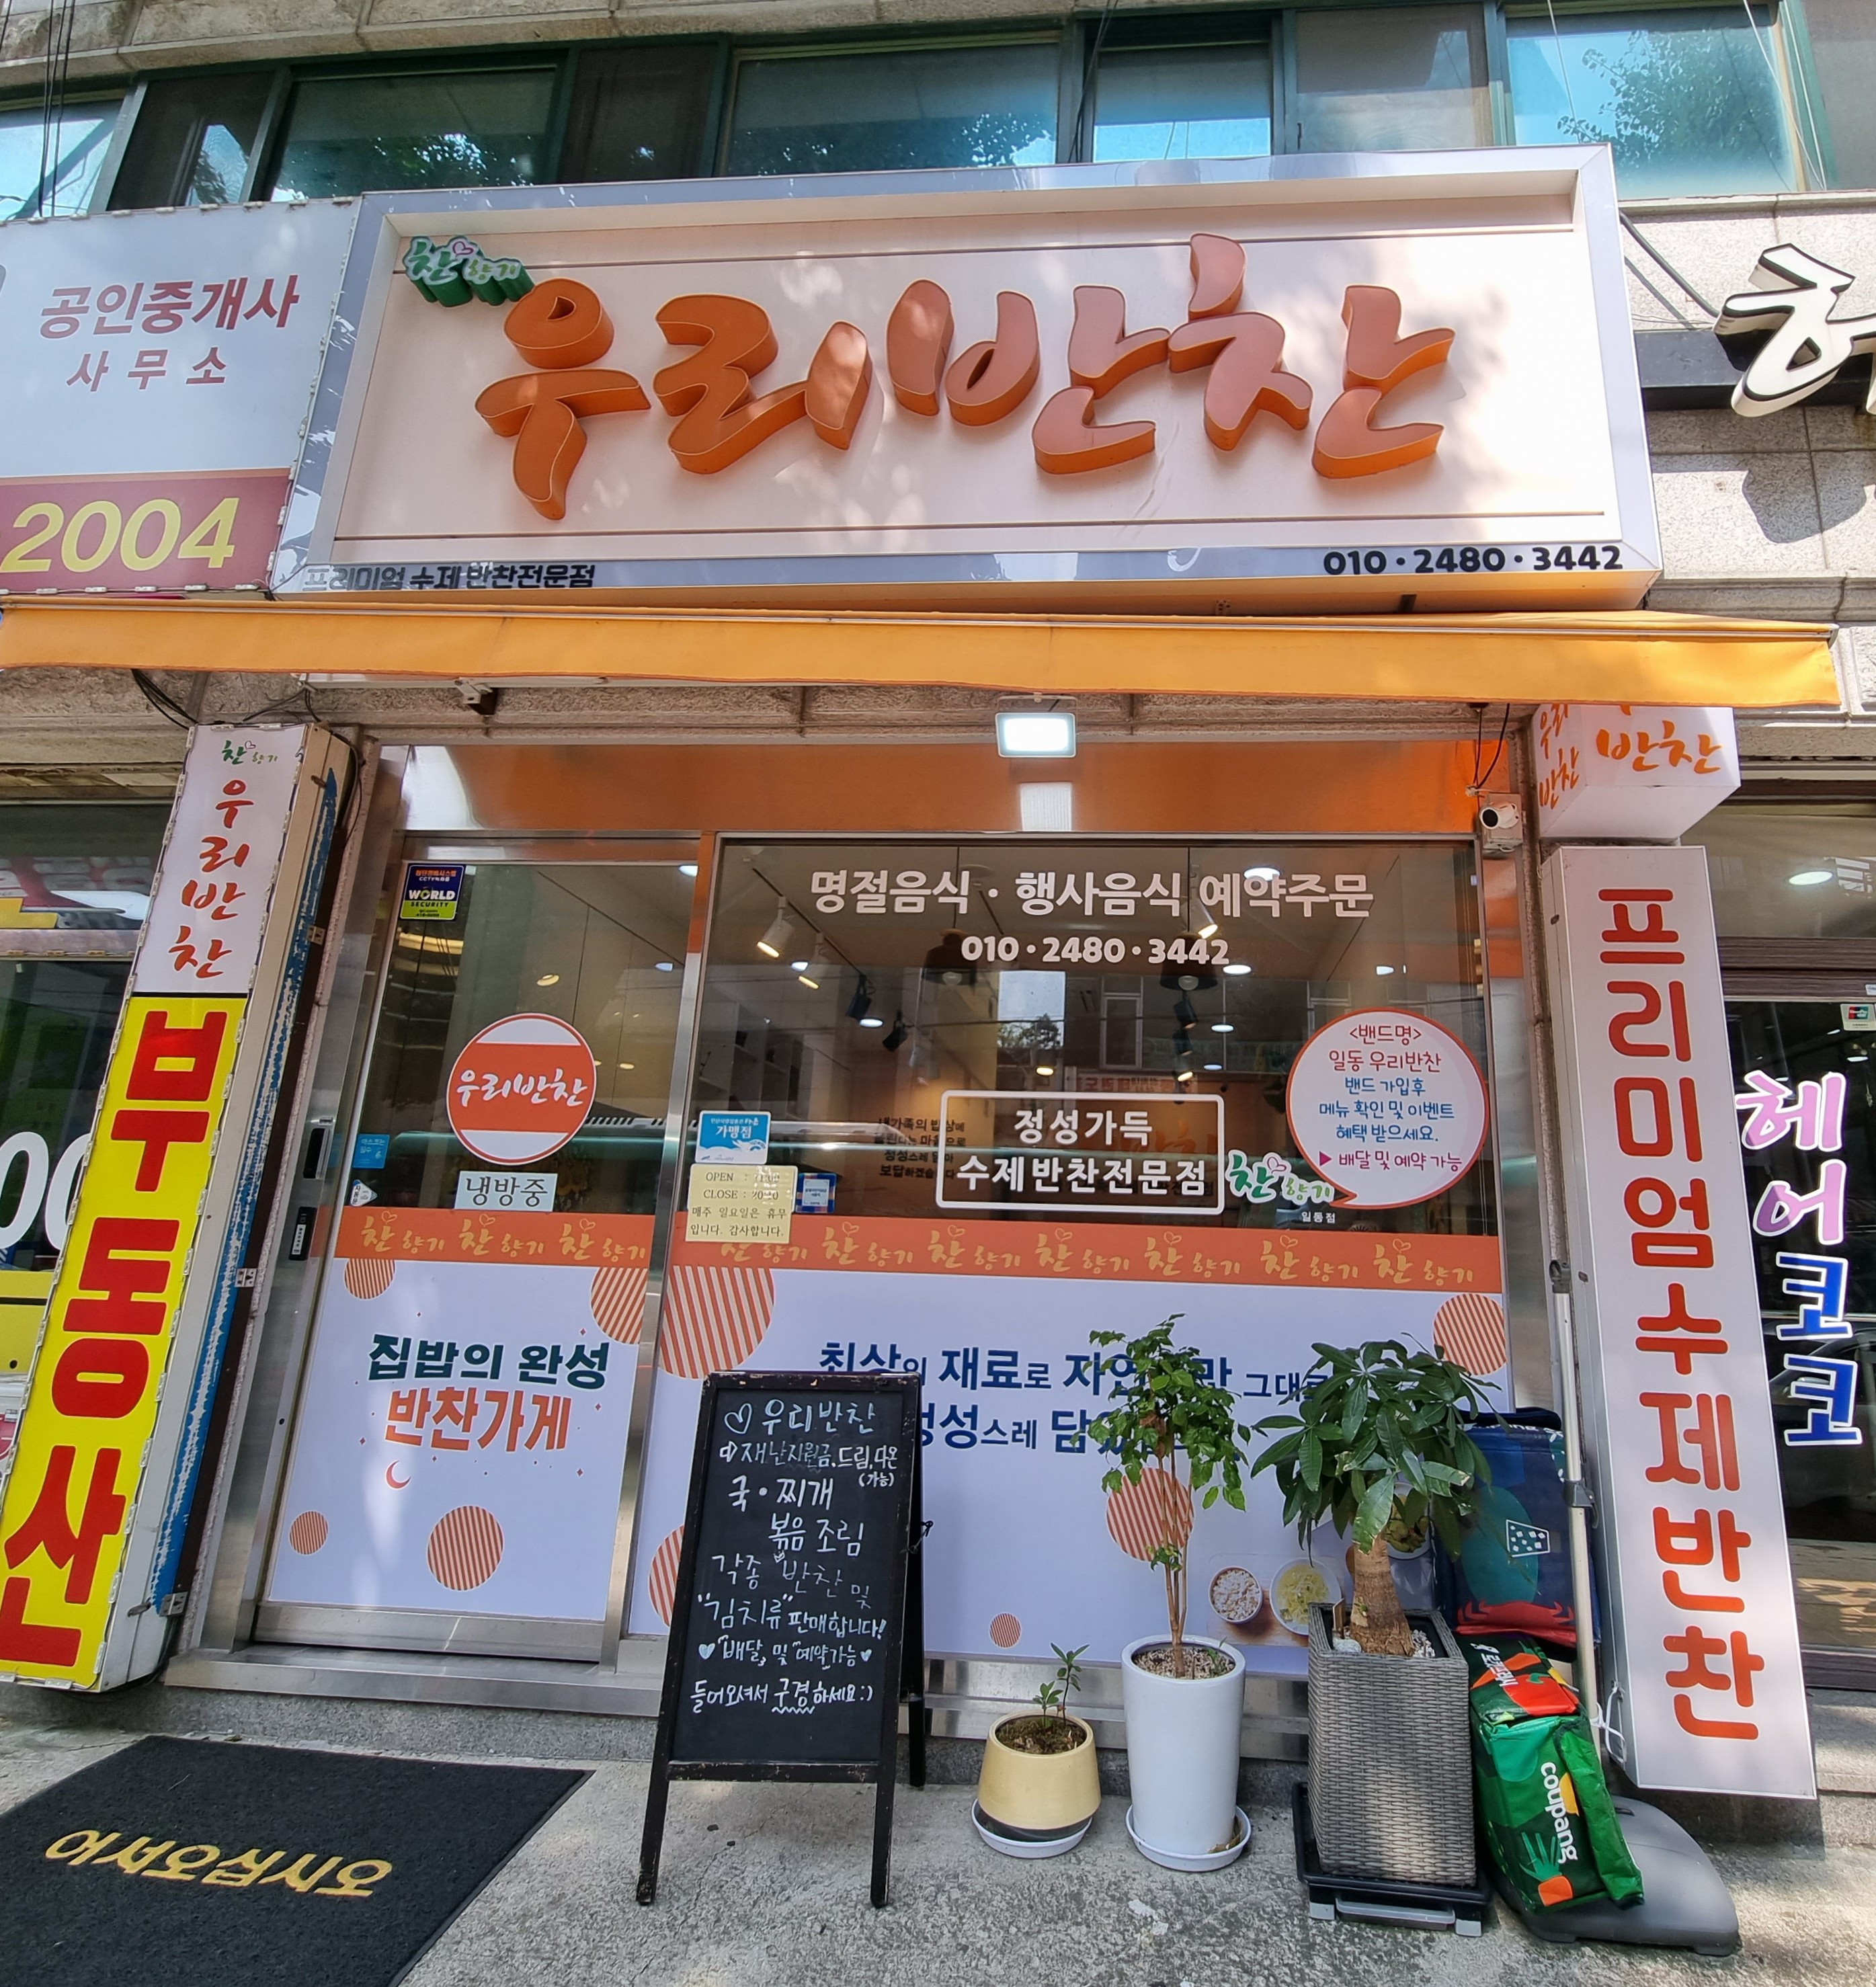 공인중개사
사무소
2004
찬향기
우리반찬
프리미엄 수제 반찬전문점
010・2480・3442
찬향기
우리반찬
부동산
우리반찬
반찬
WORLD
SECURITY
명절음식・행사음식 예약주문
010・2480・3442
우리반찬
냉방중
가맹점
OPEN :
CLOSE :
매주 일요일은 휴무
입니다. 감사합니다.
정성가득
수제반찬전문점
찬향기
일동점
<밴드명>
일동 우리반찬
밴드 가입후
메뉴 확인 및 이벤트
혜택 받으세요.
▶ 배달 및 예약 가능
찬향기 찬향기 찬향기
찬향기 찬향기 찬향기 찬향기 찬향기 찬향기 찬향기
집밥의 완성
반찬가게
최상의 재료로 그대로
정성스레
우리반찬
재난지원금.드림,다온
(가능)
국・찌개
볶음 조림
각종 반찬 및
"김치류" 판매합니다!
배달, 및 예약가능
들어오셔서 구경하세요:)
프리미엄수제반찬
헤어코코
coupang
어서오십시오